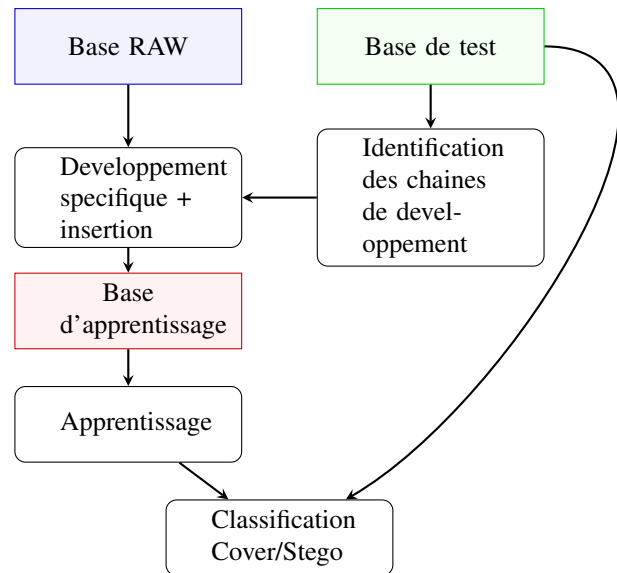 Base RAW
Base de test
Developpement
specifique +
insertion
Identification
des chaines
de devel-
oppement
Base
d'apprentissage
Apprentissage
Classification
Cover/Stego